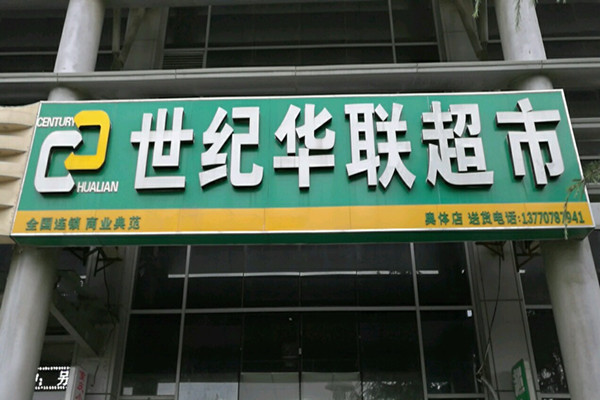 CENTURY
HUALIAN
世纪华联超市
全国连锁 商业典范
奥体店 送货电话:13770787941